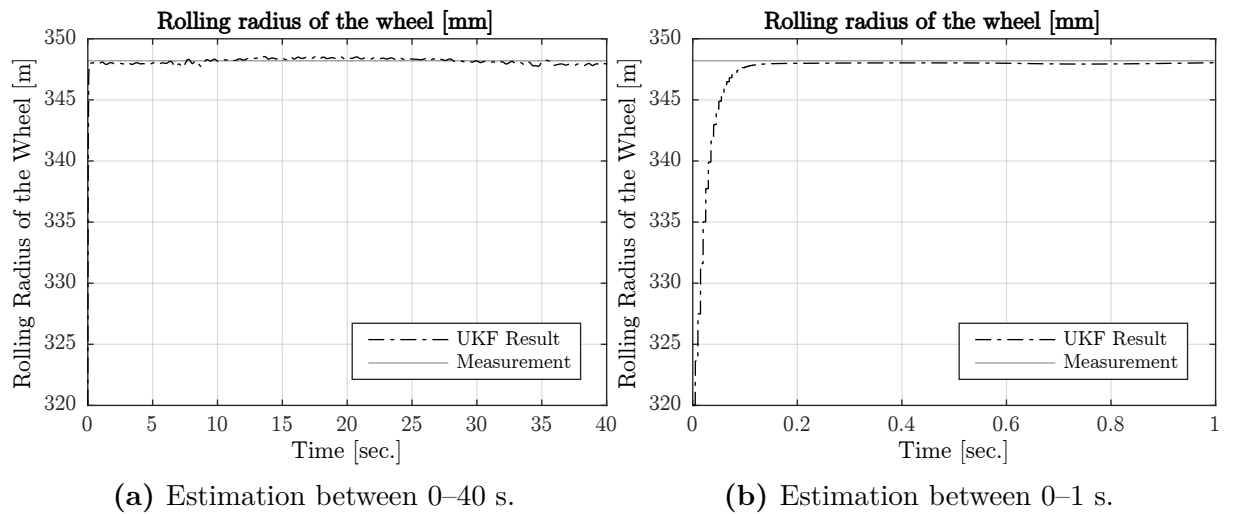 Rolling radius of the wheel [mm]
Rolling Radius of the Wheel [m]
350
345
340
335
330
325
320
0 5 10 15 20 25 30 35 40
Time [sec.]
UKF Result
Measurement
(a) Estimation between 0–40 s.
Rolling radius of the wheel [mm]
Rolling Radius of the Wheel [m]
350
345
340
335
330
325
320
0 0.2 0.4 0.6 0.8 1
Time [sec.]
UKF Result
Measurement
(b) Estimation between 0–1 s.